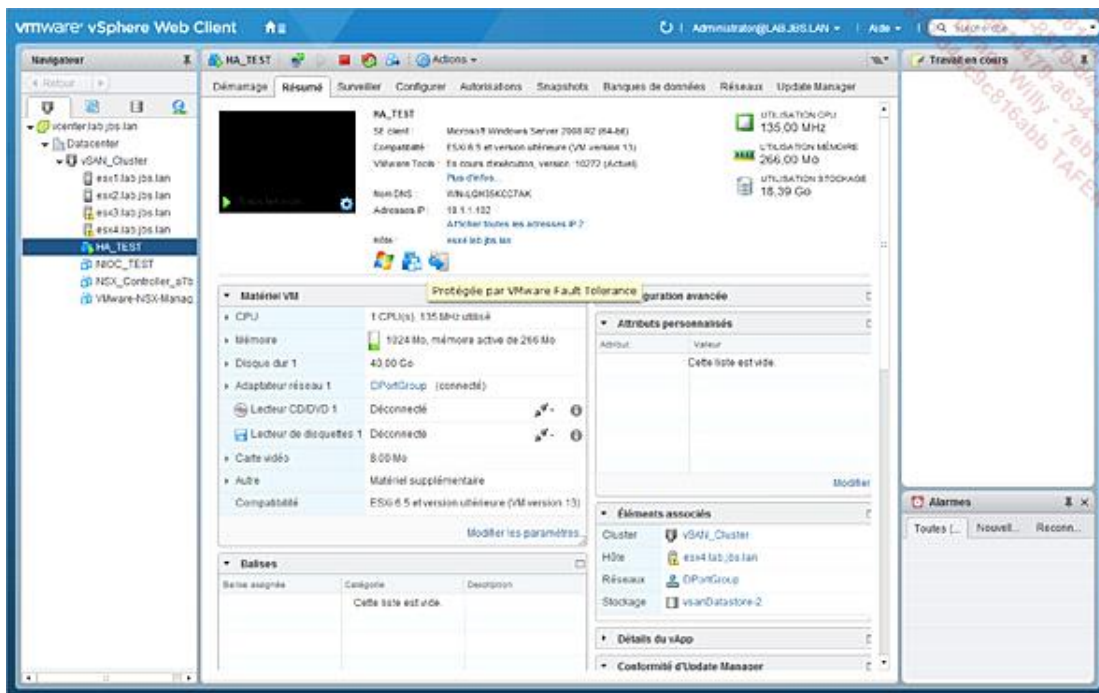 vmware® vSphere Web Client
Administrator@LAB.JBS.LAN
Aide
Navigateur
Retour
vcenter.lab.jbs.lan
Datacenter
vSAN_Cluster
esx1.lab.jbs.lan
esx2.lab.jbs.lan
esx3.lab.jbs.lan
esx4.lab.jbs.lan
HA_TEST
NIOC_TEST
NSX_Controller_
VMware-NSX-Manag
HA_TEST
Actions
Démarrage Résumé Surveiller Configurer Autorisations Snapshots Banques de données Réseaux Update Manager
HA_TEST
SE client : Microsoft Windows Server 2008 R2 (64-bit)
Compatibilité : ESXi 6.5 et version ultérieure (VM version 13)
VMware Tools : En cours d'exécution, version: 10272 (Actuel)
Plus d'infos...
Nom DNS :
Adresses IP : 10.1.1.102
Afficher toutes les adresses IP 2
Hôte : esx4.lab.jbs.lan
UTILISATION CPU
135,00 MHz
UTILISATION MÉMOIRE
266,00 Mo
UTILISATION STOCKAGE
18,39 Go
Protégée par VMware Fault Tolerance
Matériel VM
CPU 1 CPU(s), 135 MHz utilisé
Mémoire 1024 Mo, mémoire active de 266 Mo
Disque dur 1 40,00 Go
Adaptateur réseau 1 DPortGroup (connecté)
Lecteur CD/DVD 1 Déconnecté
Lecteur de disquettes 1 Déconnecté
Carte vidéo 8,00 Mo
Autre Matériel supplémentaire
Compatibilité ESXi 6.5 et version ultérieure (VM version 13)
Modifier les paramètres...
Balises
Balise assignée Catégorie Description
Cette liste est vide.
guration avancée
Attributs personnalisés
Attribut Valeur
Cette liste est vide.
Modifier
Éléments associés
Cluster vSAN_Cluster
Hôte esx4.lab.jbs.lan
Réseaux DPortGroup
Stockage vsanDatastore-2
Détails du vApp
Conformité d'Update Manager
Travail en cours
Alarmes
Toutes (... Nouvell... Reconn...